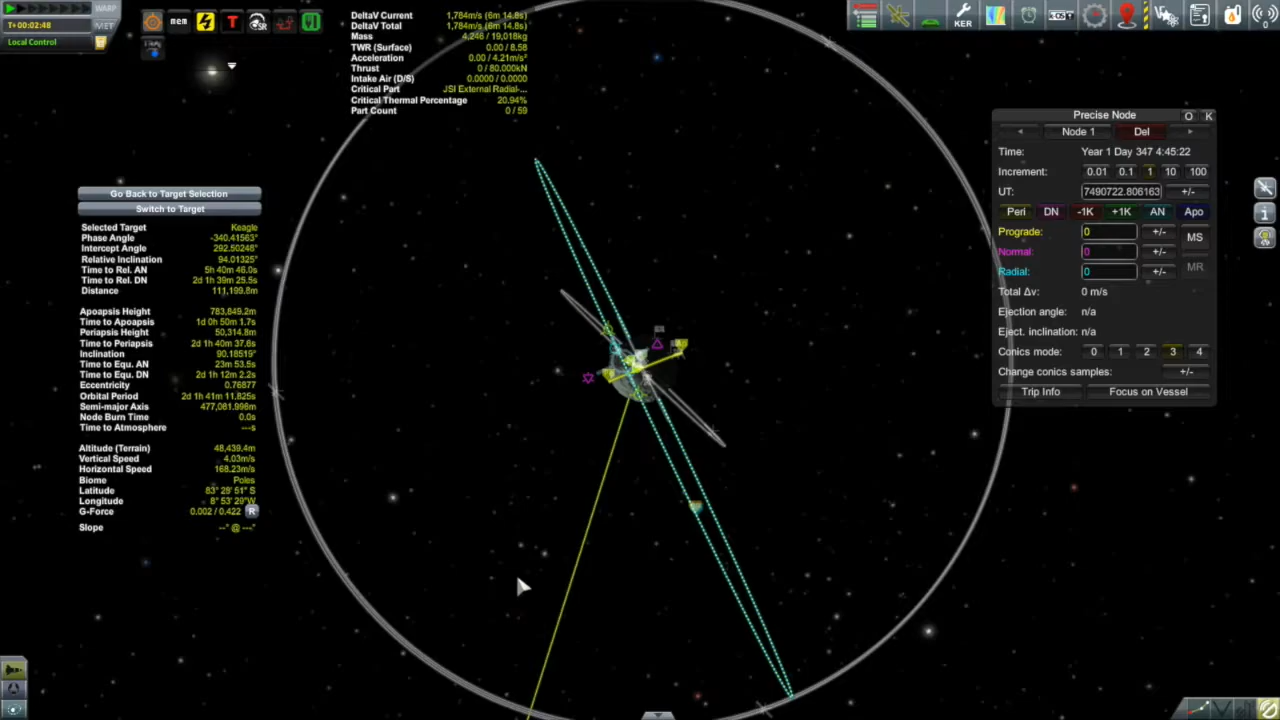 WARP
T+ 00:02:48
MET
Local Control
mem
T
SR
DeltaV Current 1,784m/s (6m 14.8s)
DeltaV Total 1,784m/s (6m 14.8s)
Mass 4,246 / 19,018kg
TWR (Surface) 0.00 / 8.58
Acceleration 0.00 / 4.21m/s²
Thrust 0 / 80.000kN
Intake Air (D/S) 0.0000 / 0.0000
Critical Part JSI External Radial-...
Critical Thermal Percentage 20.94%
Part Count 0 / 59
KER
0
Go Back to Target Selection
Switch to Target
Selected Target Keagle
Phase Angle -340.41563°
Intercept Angle 292.50248°
Relative Inclination 94.01325°
Time to Rel. AN 5h 40m 46.0s
Time to Rel. DN 2d 1h 39m 25.5s
Distance 111,199.8m
Apoapsis Height 783,849.2m
Time to Apoapsis 1d 0h 50m 1.7s
Periapsis Height 50,314.8m
Time to Periapsis 2d 1h 40m 37.6s
Inclination 90.18519°
Time to Equ. AN 23m 53.5s
Time to Equ. DN 2d 1h 12m 2.2s
Eccentricity 0.76877
Orbital Period 2d 1h 41m 11.825s
Semi-major Axis 477,081.996m
Node Burn Time 0.0s
Time to Atmosphere ---s
Altitude (Terrain) 48,439.4m
Vertical Speed 4.03m/s
Horizontal Speed 168.23m/s
Biome Poles
Latitude 83° 28' 51" S
Longitude 8° 53' 29"W
G-Force 0.002 / 0.422 R
Slope --° @ ---°
Precise Node O K
Node 1 Del
Time: Year 1 Day 347 4:45:22
Increment: 0.01 0.1 1 10 100
UT: 7490722.806163 +/-
Peri DN -1K +1K AN Apo
Prograde: 0 +/- MS
Normal: 0 +/-
Radial: 0 +/- MR
Total Δv: 0 m/s
Ejection angle: n/a
Eject. inclination: n/a
Conics mode: 0 1 2 3 4
Change conics samples: +/-
Trip Info Focus on Vessel